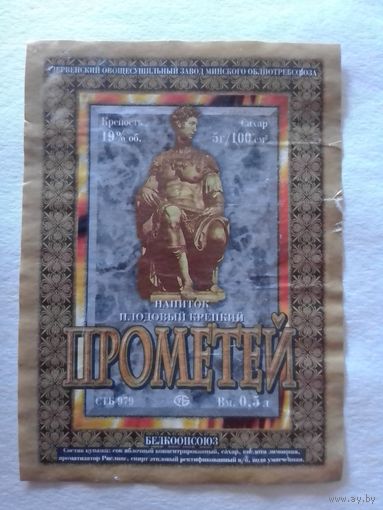 ЧЕРВЕНСКИЙ ОВОЩЕСУШИЛЬНЫЙ ЗАВОД МИНСКОГО ОБЛПОТРЕБСОЮЗА
Крепость Сахар
19% об. 5г/100 см³
НАПИТОК
ПЛОДОВЫЙ КРЕПКИЙ
ПРОМЕТЕЙ
СТБ 979 Вм. 0,5 л
БЕЛКООПСОЮЗ
Состав купажа: сок яблочный концентрированный, сахар, кислота лимонная,
ароматизатор Рислинг, спирт этиловый ректификованный в/о, вода умягченная.
www.ay.by